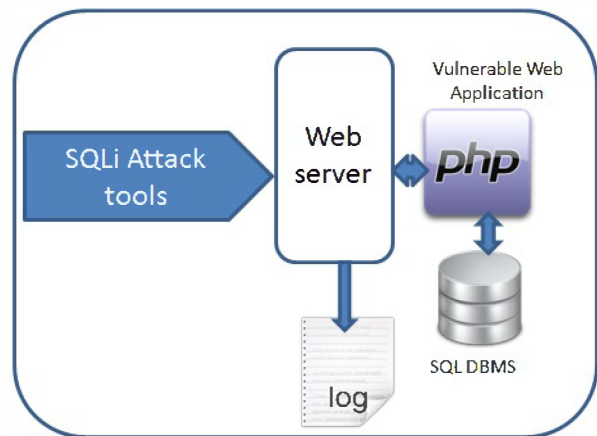 Vulnerable Web
Application
SQLi Attack
tools
Web
server
php
log
SQL DBMS